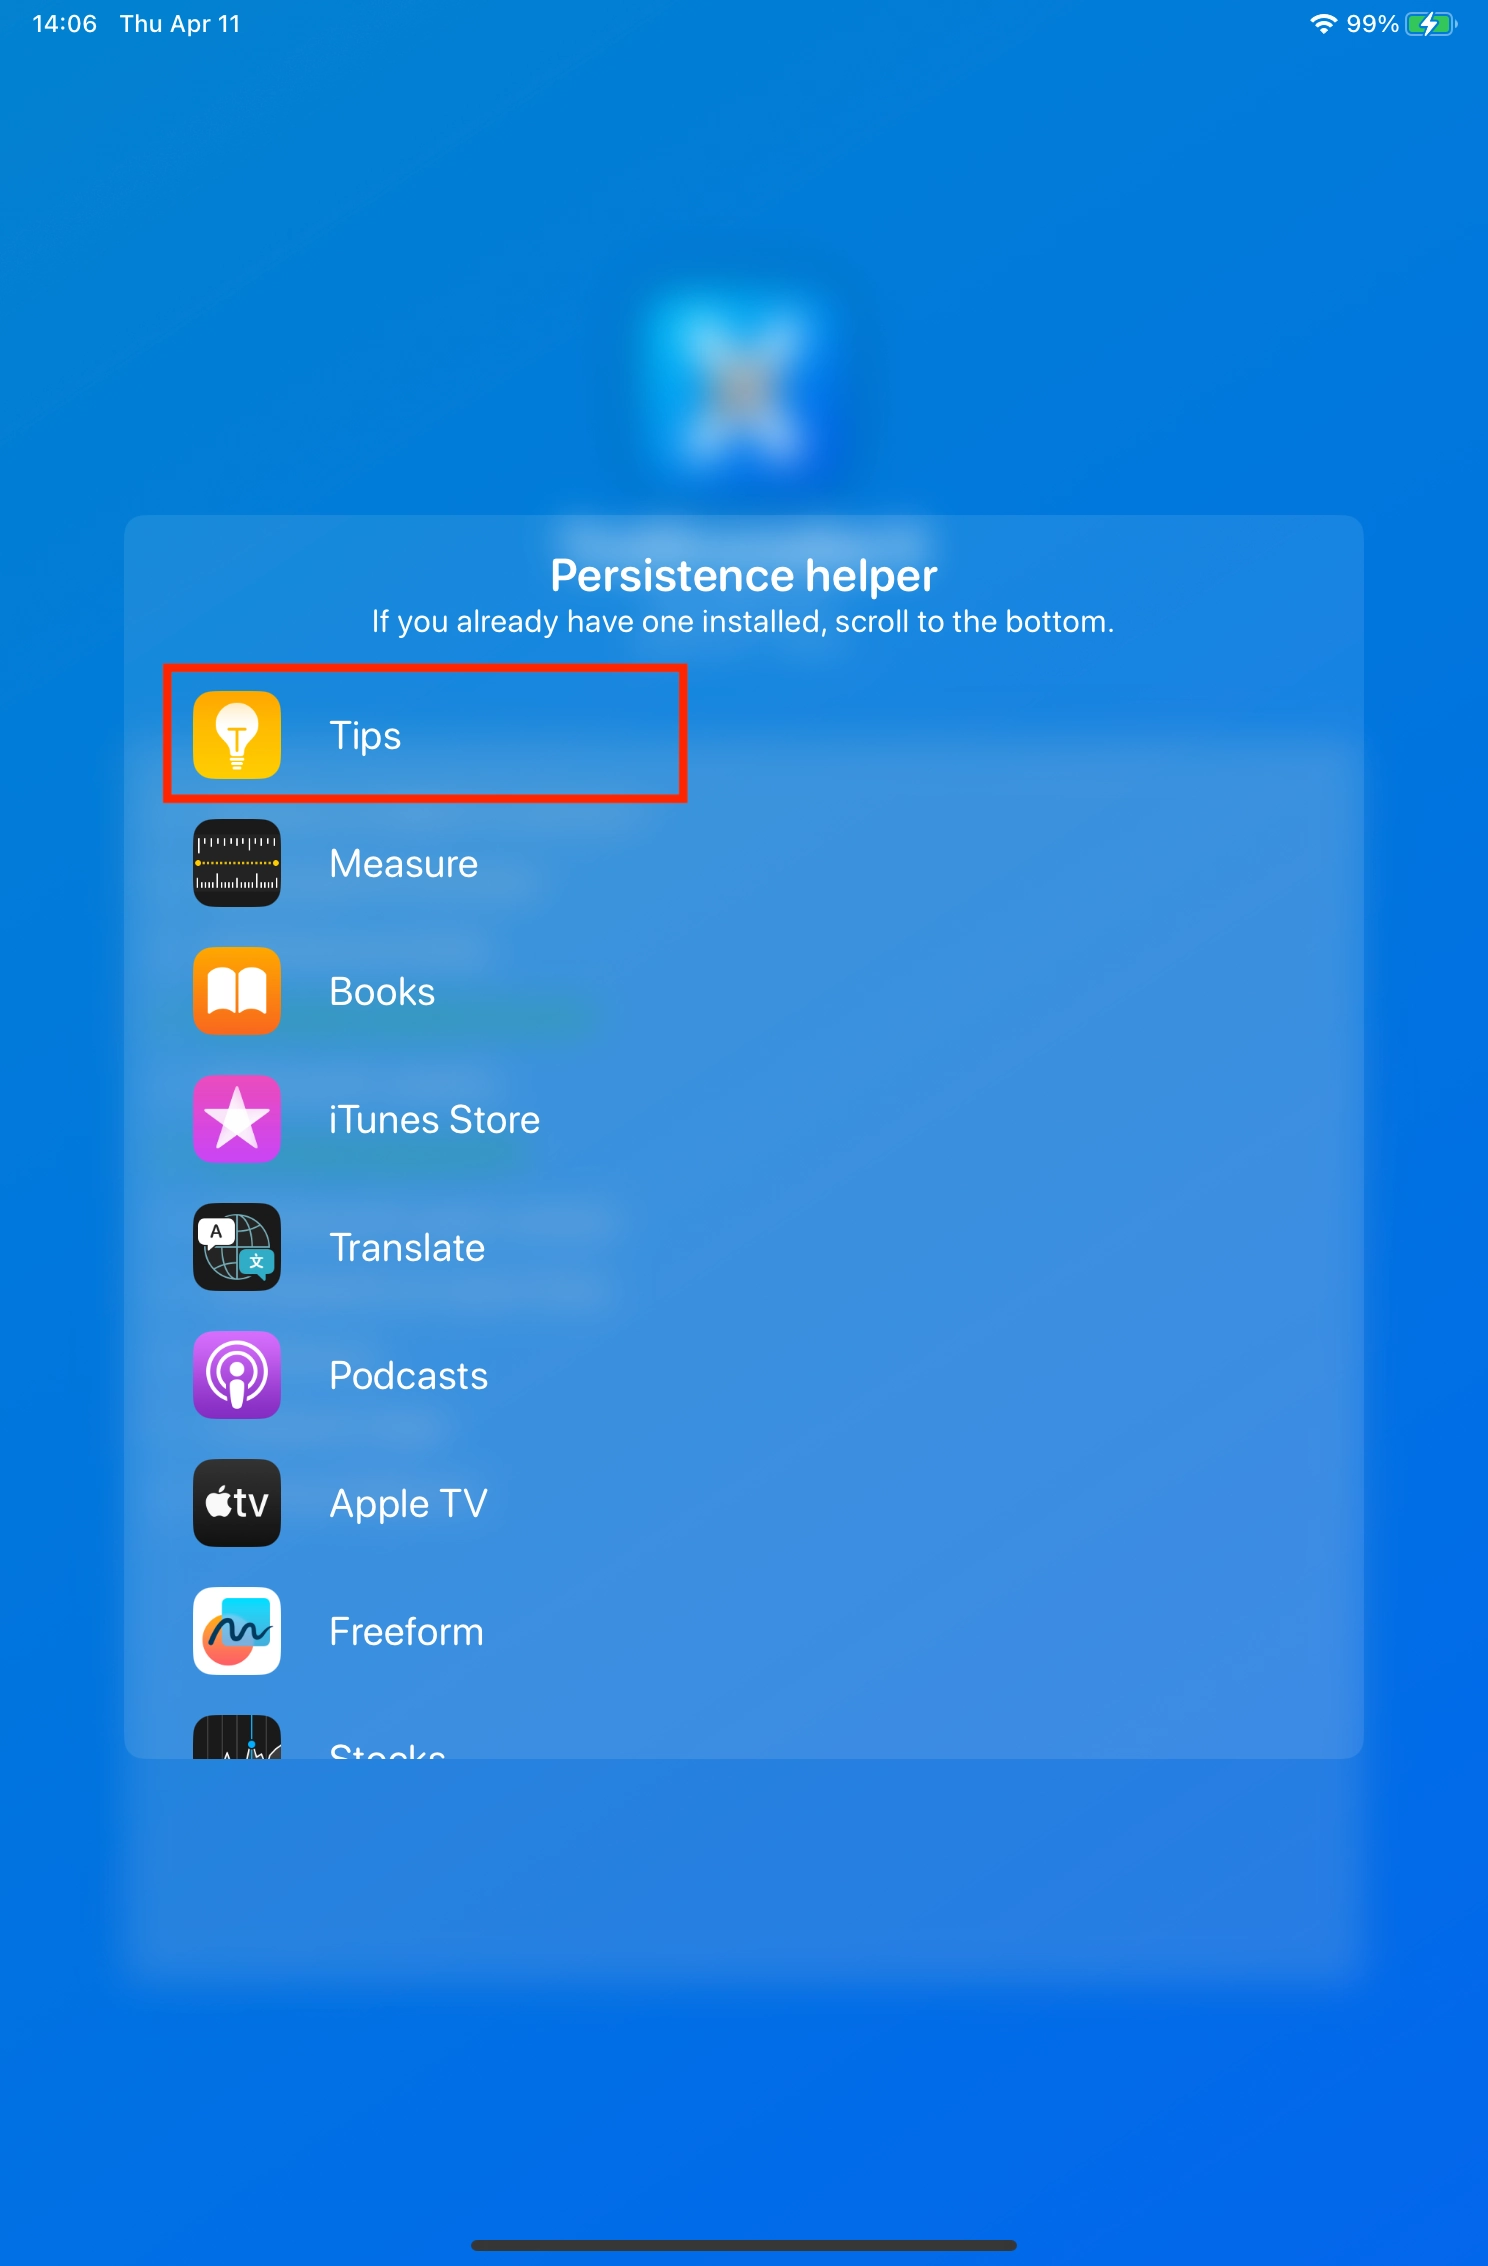 14:06 Thu Apr 11 99%
Persistence helper
If you already have one installed, scroll to the bottom.
Tips
Measure
Books
iTunes Store
A
文
Translate
Podcasts
tv
Apple TV
Freeform
Stocks